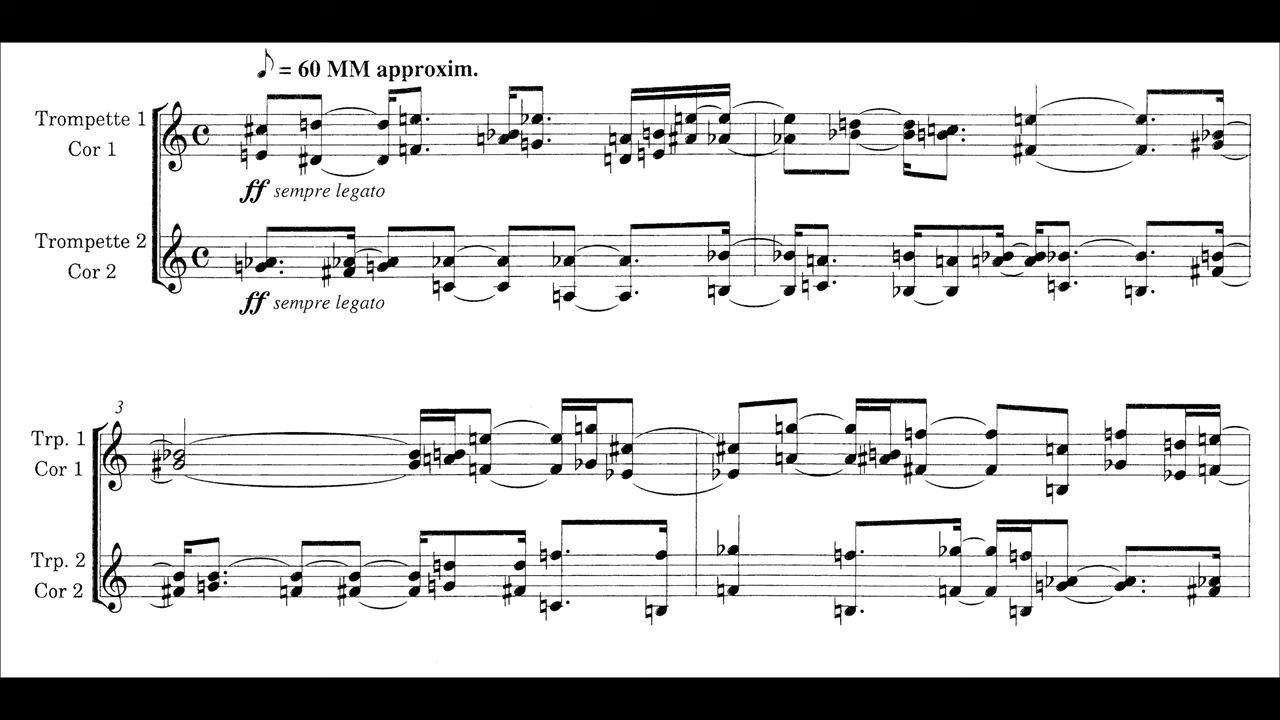 ♪ = 60 MM approxim.
Trompette 1
Cor 1
ff sempre legato
Trompette 2
Cor 2
ff sempre legato
3
Trp. 1
Cor 1
Trp. 2
Cor 2